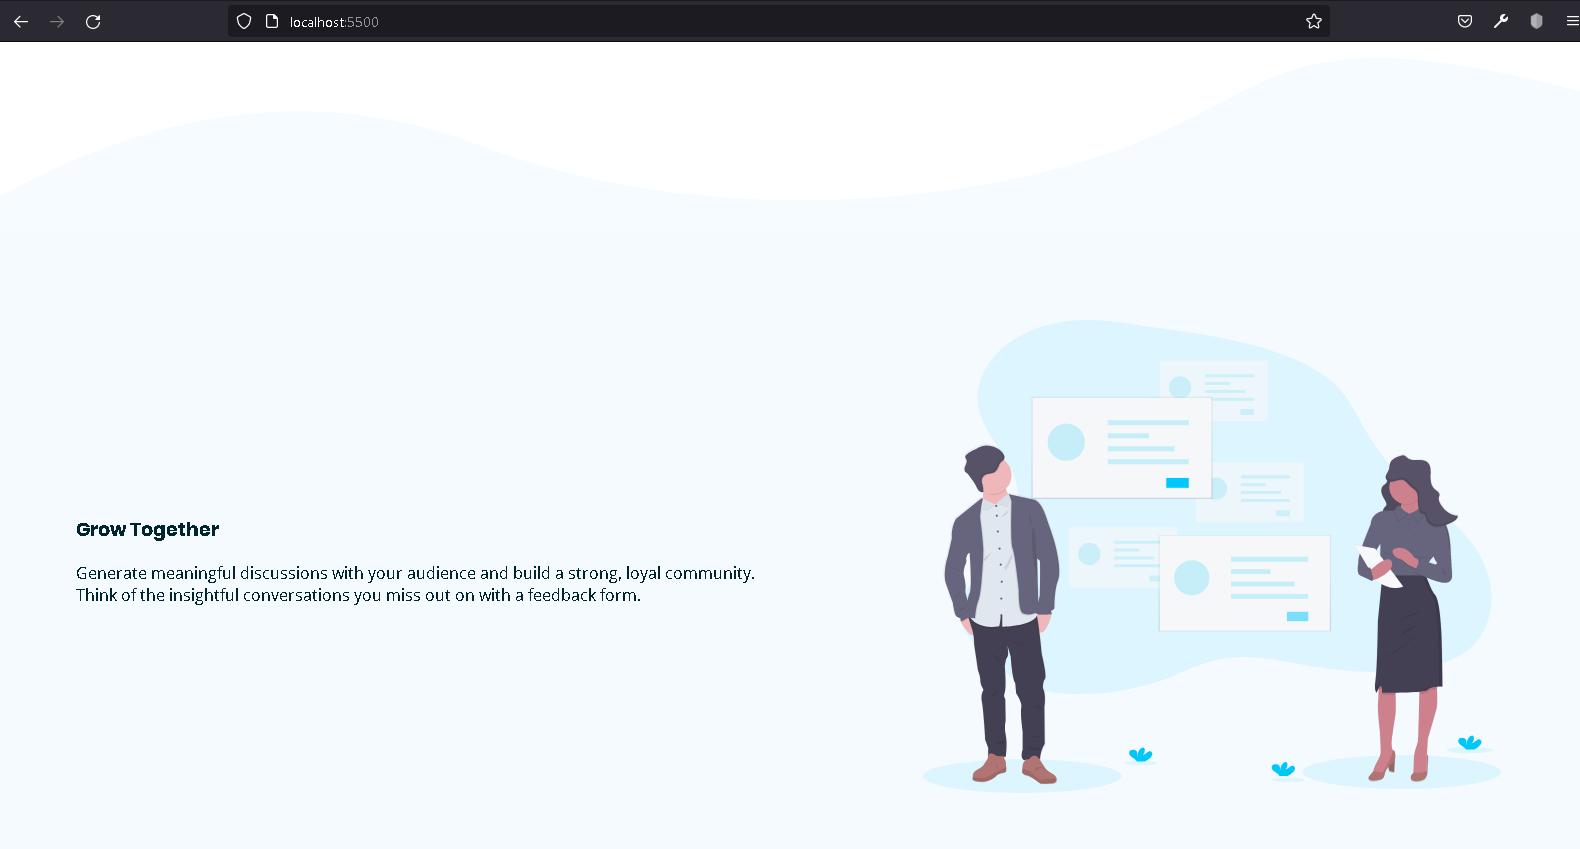 localhost:5500
Grow Together
Generate meaningful discussions with your audience and build a strong, loyal community.
Think of the insightful conversations you miss out on with a feedback form.